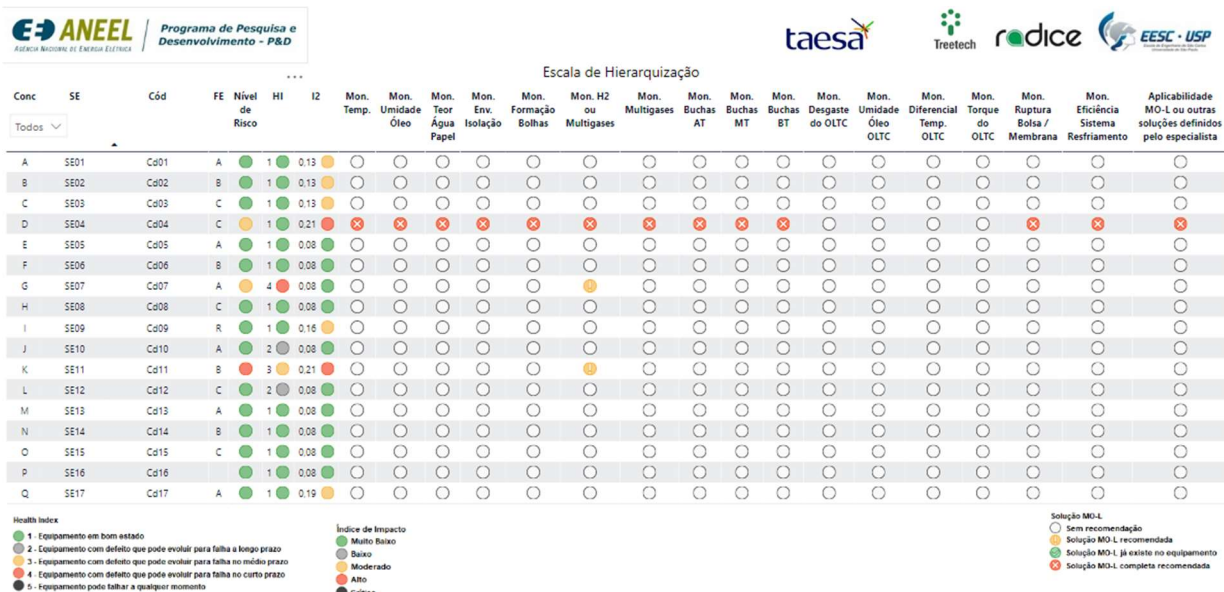 ANEEL
AGÊNCIA NACIONAL DE ENERGIA ELÉTRICA
Programa de Pesquisa e
Desenvolvimento - P&D
taesa
Treetech
radice
EESC · USP
Escala de Hierarquização
Conc SE Cód FE Nível de Risco HI I2 Mon. Temp. Mon. Umidade Óleo Mon. Teor Água Papel Mon. Env. Isolação Mon. Formação Bolhas Mon. H2 ou Multigases Mon. Multigases Mon. Buchas AT Mon. Buchas MT Mon. Buchas BT Mon. Desgaste do OLTC Mon. Umidade Óleo OLTC Mon. Diferencial Temp. OLTC Mon. Torque do OLTC Mon. Ruptura Bolsa / Membrana Mon. Eficiência Sistema Resfriamento Aplicabilidade MO-L ou outras soluções definidos pelo especialista
Todos
A SE01 Cd01 A 1 0,13
B SE02 Cd02 B 1 0,13
C SE03 Cd03 C 1 0,13
D SE04 Cd04 C 1 0,21
E SE05 Cd05 A 1 0,08
F SE06 Cd06 B 1 0,08
G SE07 Cd07 A 4 0,08
H SE08 Cd08 C 1 0,08
I SE09 Cd09 R 1 0,16
J SE10 Cd10 A 2 0,08
K SE11 Cd11 B 3 0,21
L SE12 Cd12 C 2 0,08
M SE13 Cd13 A 1 0,08
N SE14 Cd14 B 1 0,08
O SE15 Cd15 C 1 0,08
P SE16 Cd16 1 0,08
Q SE17 Cd17 A 1 0,19
Health Index
1 - Equipamento em bom estado
2 - Equipamento com defeito que pode evoluir para falha a longo prazo
3 - Equipamento com defeito que pode evoluir para falha no médio prazo
4 - Equipamento com defeito que pode evoluir para falha no curto prazo
5 - Equipamento pode falhar a qualquer momento
Índice de Impacto
Muito Baixo
Baixo
Moderado
Alto
Solução MO-L
Sem recomendação
Solução MO-L recomendada
Solução MO-L já existe no equipamento
Solução MO-L completa recomendada